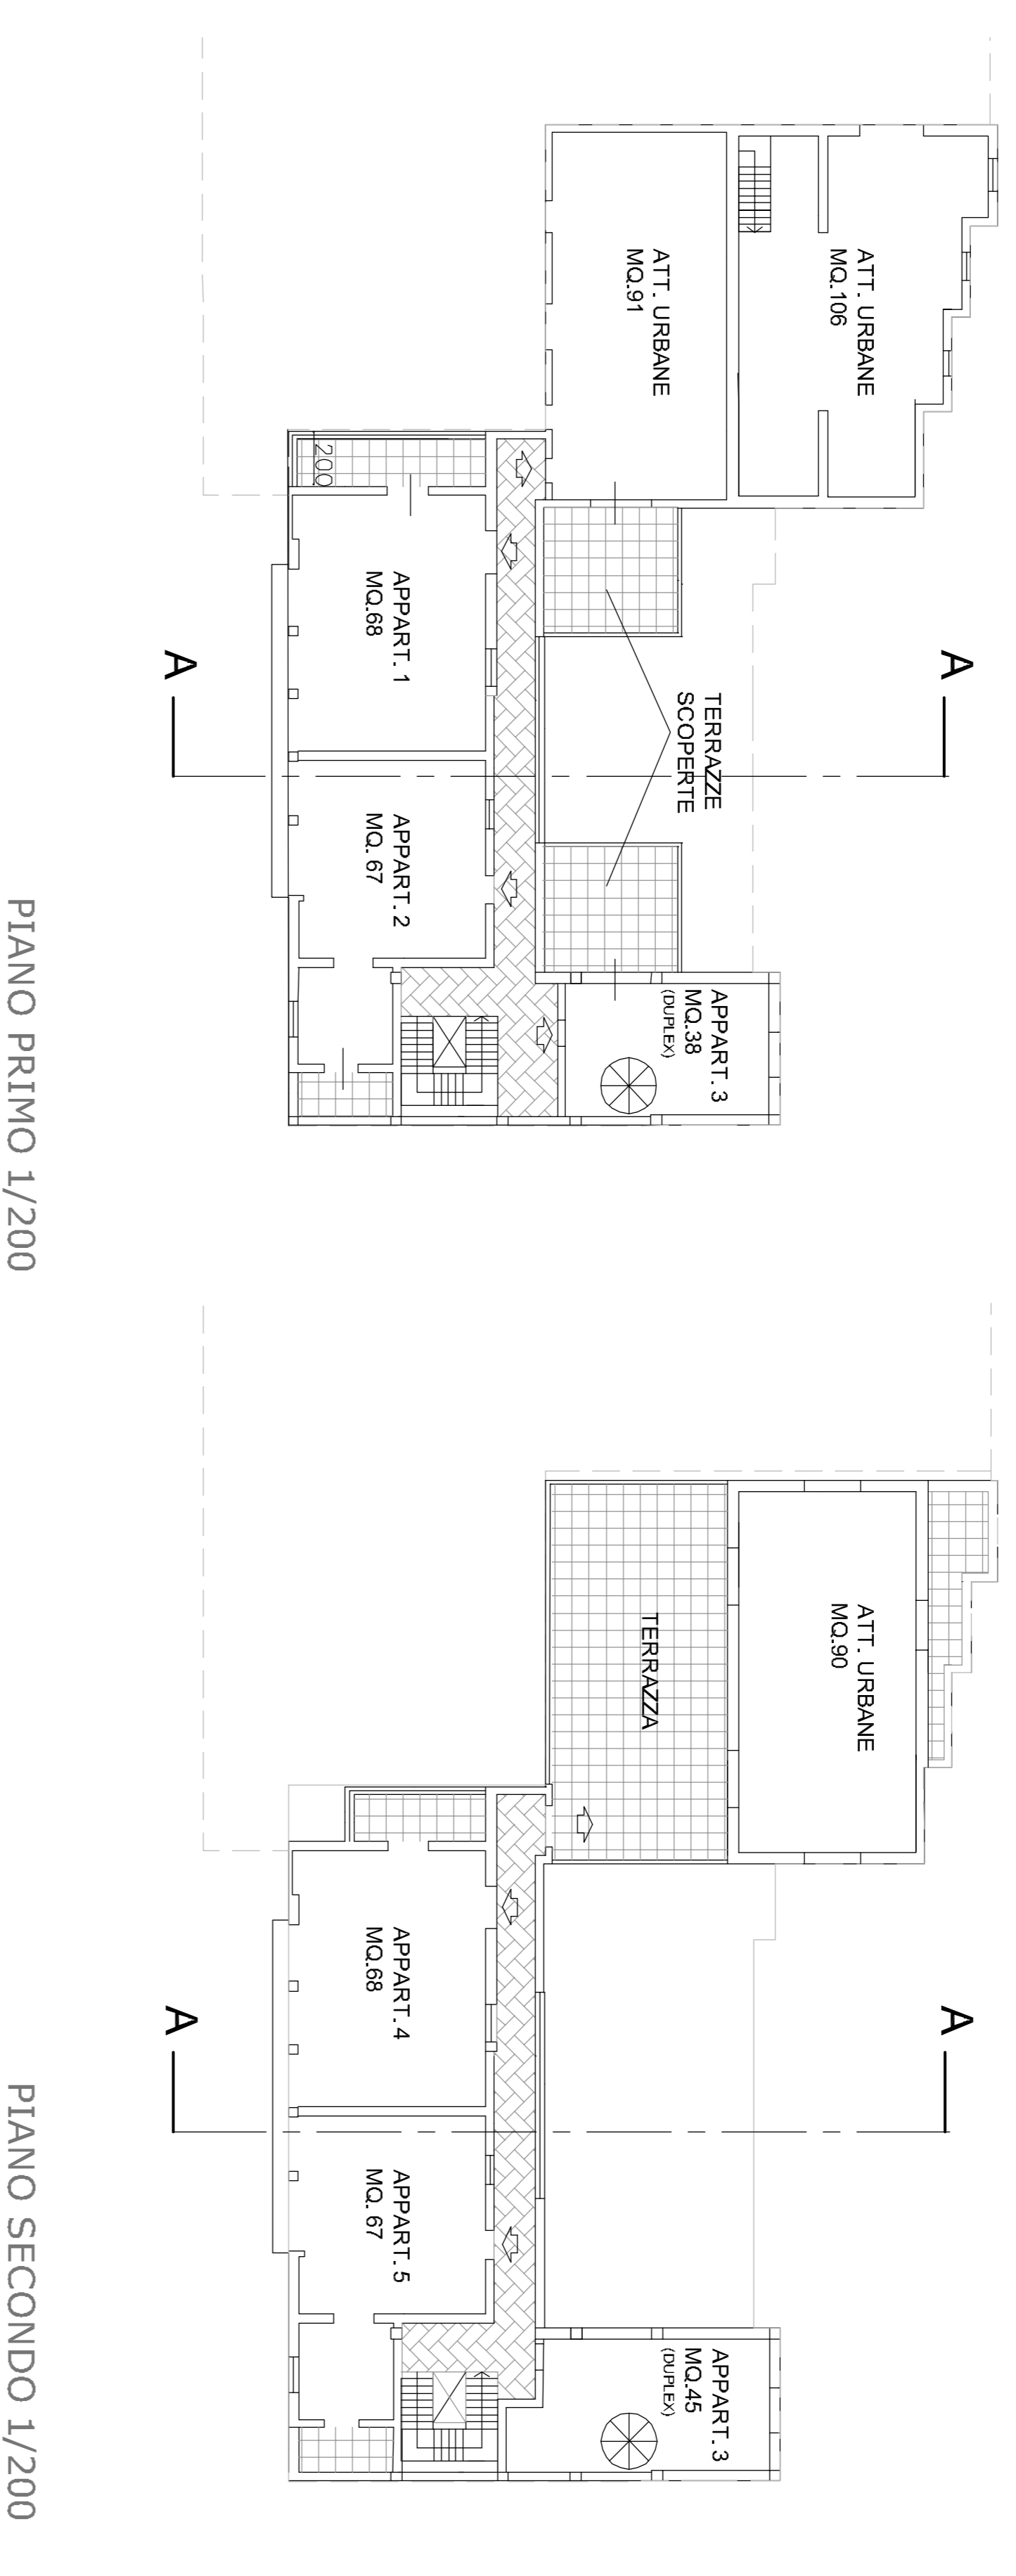 PIANO PRIMO 1/200
ATT. URBANE
MQ.106
ATT. URBANE
MQ.91
A
A
TERRAZZE
SCOPERTE
200
APPART. 1
MQ.68
APPART. 2
MQ. 67
APPART. 3
MQ.38
(DUPLEX)
PIANO SECONDO 1/200
ATT. URBANE
MQ.90
TERRAZZA
A
A
APPART. 4
MQ.68
APPART. 5
MQ. 67
APPART. 3
MQ.45
(DUPLEX)